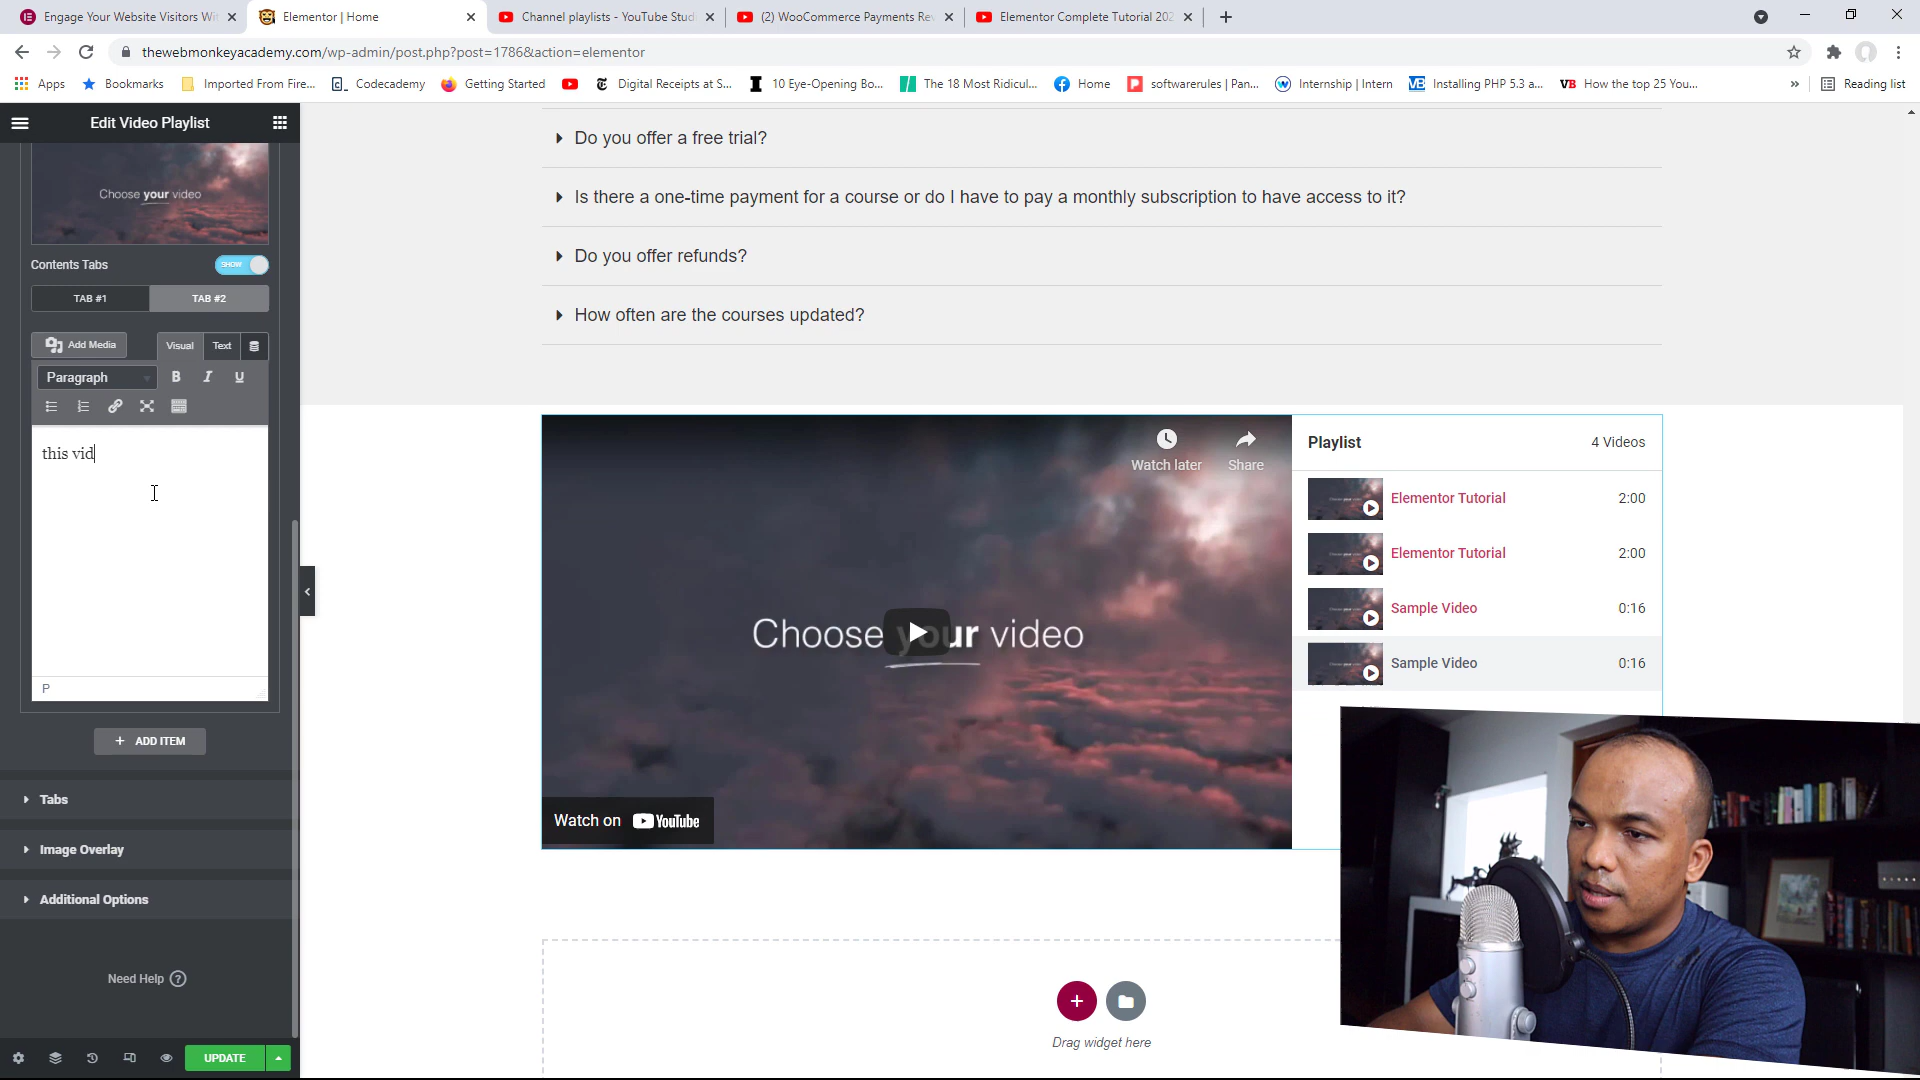 Engage Your Website Visitors Wi
Elementor | Home
Channel playlists - YouTube Studi
(2) WooCommerce Payments Re
Elementor Complete Tutorial 202
thewebmonkeyacademy.com/wp-admin/post.php?post=1786&action=elementor
Apps
Bookmarks
Imported From Fire...
Codecademy
Getting Started
Digital Receipts at S...
10 Eye-Opening Bo...
The 18 Most Ridicul...
Home
softwarerules | Pan...
Internship | Intern
Installing PHP 5.3 a...
VB How the top 25 You...
»
Reading list
Edit Video Playlist
Choose your video
Contents Tabs
SHOW
TAB #1
TAB #2
Add Media
Visual
Text
Paragraph
B I U
this vid
P
+ ADD ITEM
Tabs
Image Overlay
Additional Options
Need Help ?
UPDATE
Do you offer a free trial?
Is there a one-time payment for a course or do I have to pay a monthly subscription to have access to it?
Do you offer refunds?
How often are the courses updated?
Watch later
Share
Choose your video
Watch on YouTube
Playlist
4 Videos
Elementor Tutorial
2:00
Elementor Tutorial
2:00
Sample Video
0:16
Sample Video
0:16
Drag widget here